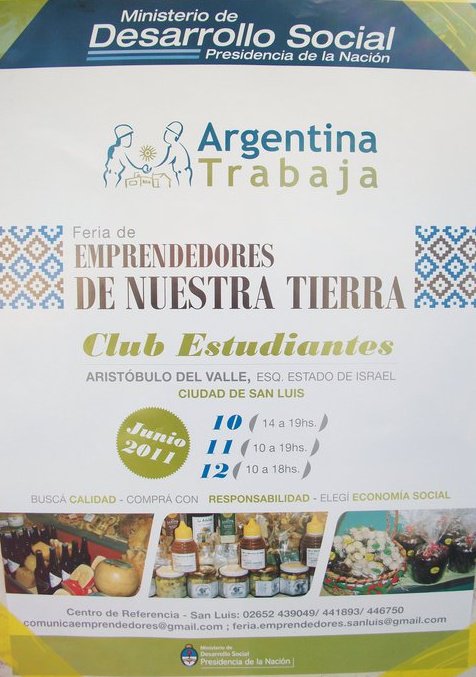 Ministerio de
Desarrollo Social
Presidencia de la Nación
Argentina
Trabaja
Feria de
EMPRENDEDORES
DE NUESTRA TIERRA
Club Estudiantes
ARISTÓBULO DEL VALLE, ESQ. ESTADO DE ISRAEL
CIUDAD DE SAN LUIS
Junio
2011
10 ( 14 a 19hs. )
11 ( 10 a 19hs. )
12 ( 10 a 18hs. )
BUSCÁ CALIDAD - COMPRÁ CON RESPONSABILIDAD - ELEGÍ ECONOMÍA SOCIAL
Centro de Referencia - San Luis: 02652 439049/ 441893/ 446750
comunicaemprendedores@gmail.com ; feria.emprendedores.sanluis@gmail.com
Ministerio de
Desarrollo Social
Presidencia de la Nación